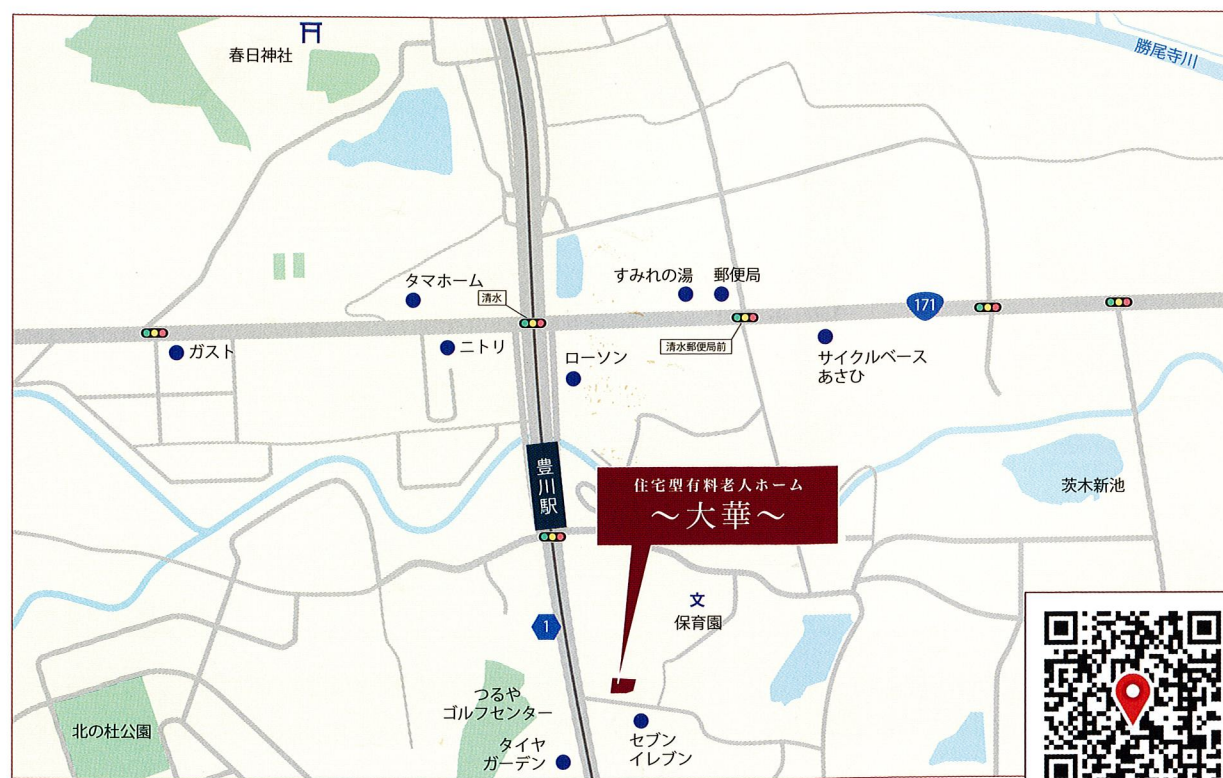 春日神社
勝尾寺川
タマホーム
清水
すみれの湯
郵便局
171
ガスト
ニトリ
ローソン
清水郵便局前
サイクルベース
あさひ
豊川駅
住宅型有料老人ホーム
～大華～
茨木新池
文
保育園
1
つるや
ゴルフセンター
北の杜公園
タイヤ
ガーデン
セブン
イレブン